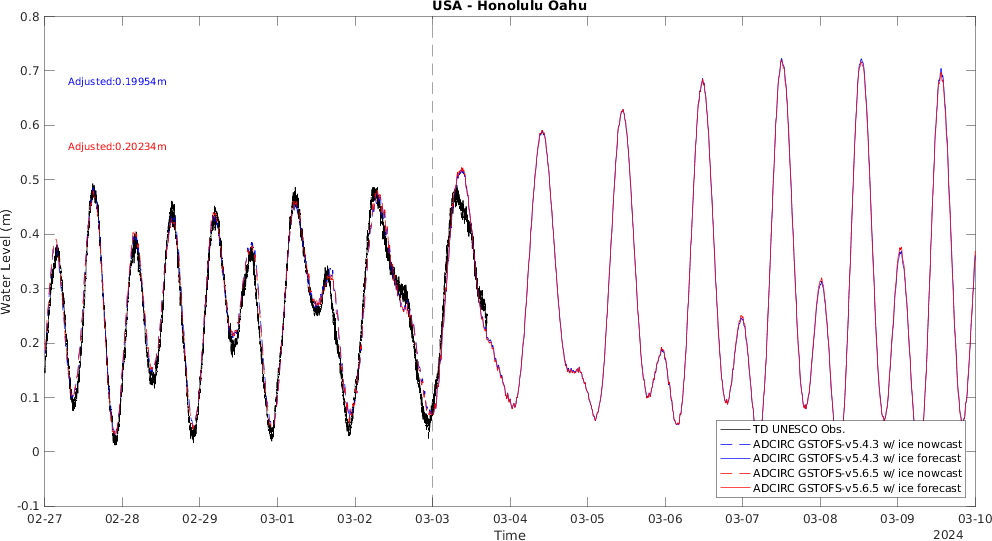 USA - Honolulu Oahu
0.8
0.7
Adjusted:0.19954m
0.6
Adjusted:0.20234m
0.5
0.4
0.3
0.2
0.1
0
-0.1
Water Level (m)
TD UNESCO Obs.
ADCIRC GSTOFS-v5.4.3 w/ ice nowcast
ADCIRC GSTOFS-v5.4.3 w/ ice forecast
ADCIRC GSTOFS-v5.6.5 w/ ice nowcast
ADCIRC GSTOFS-v5.6.5 w/ ice forecast
02-27 02-28 02-29 03-01 03-02 03-03 03-04 03-05 03-06 03-07 03-08 03-09 03-10
Time
2024